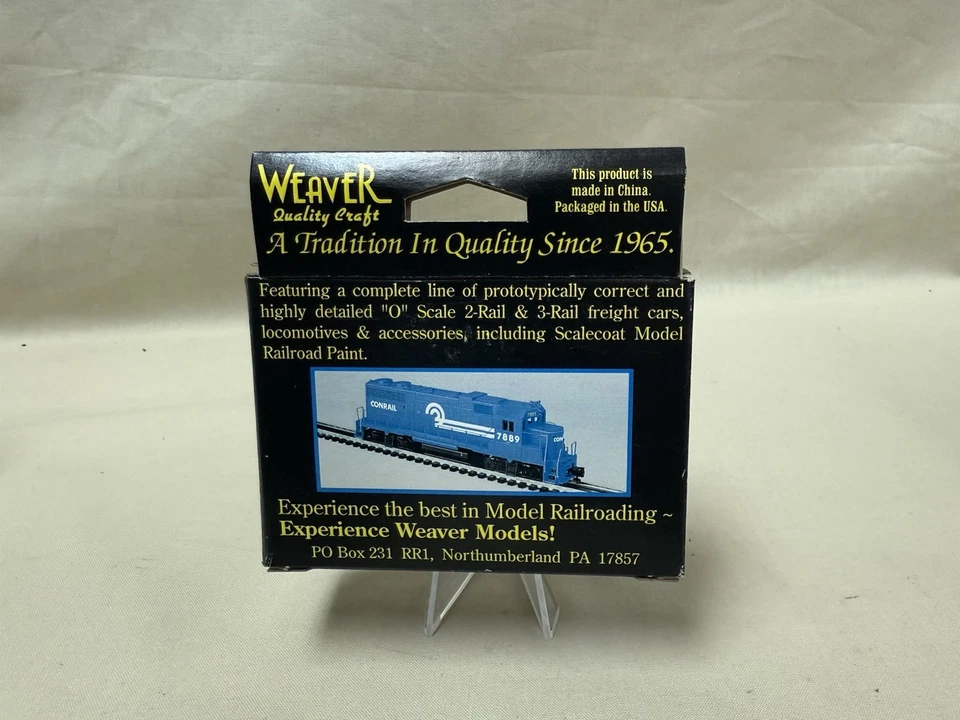 WEAVER
Quality Craft
This product is
made in China.
Packaged in the USA.
A Tradition In Quality Since 1965.
Featuring a complete line of prototypically correct and
highly detailed "O" Scale 2-Rail & 3-Rail freight cars,
locomotives & accessories, including Scalecoat Model
Railroad Paint.
CONRAIL
7889
7889
CON
Experience the best in Model Railroading ~
Experience Weaver Models!
PO Box 231 RR1, Northumberland PA 17857